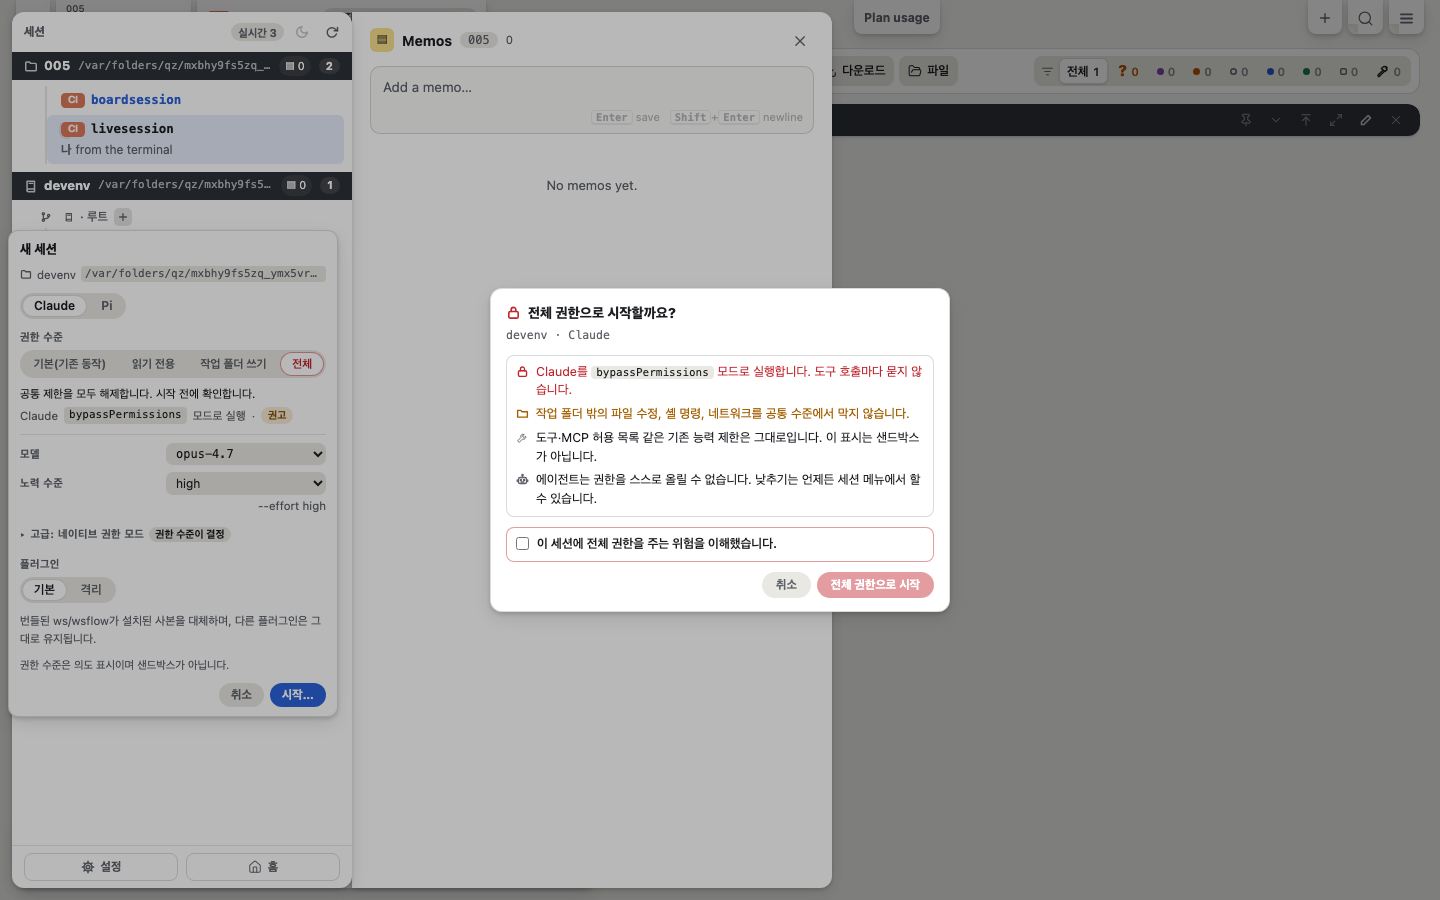 005
세션
실시간 3
005 /var/folders/qz/mxbhy9fs5zq_… 0 2
CI boardsession
CI livesession
나 from the terminal
devenv /var/folders/qz/mxbhy9fs5… 0 1
· 루트 +
새 세션
devenv /var/folders/qz/mxbhy9fs5zq_ymx5vr…
Claude Pi
권한 수준
기본(기존 동작) 읽기 전용 작업 폴더 쓰기 전체
공통 제한을 모두 해제합니다. 시작 전에 확인합니다.
Claude bypassPermissions 모드로 실행 · 권고
모델 opus-4.7
노력 수준 high
--effort high
고급: 네이티브 권한 모드 권한 수준이 결정
플러그인
기본 격리
번들된 ws/wsflow가 설치된 사본을 대체하며, 다른 플러그인은 그
대로 유지됩니다.
권한 수준은 의도 표시이며 샌드박스가 아닙니다.
취소 시작...
설정 홈
Memos 005 0
Add a memo…
Enter save Shift+Enter newline
No memos yet.
Plan usage
다운로드 파일
전체 1 ? 0 0 0 0 0 0 0 0
전체 권한으로 시작할까요?
devenv · Claude
Claude를 bypassPermissions 모드로 실행합니다. 도구 호출마다 묻지 않
습니다.
작업 폴더 밖의 파일 수정, 셸 명령, 네트워크를 공통 수준에서 막지 않습니다.
도구·MCP 허용 목록 같은 기존 능력 제한은 그대로입니다. 이 표시는 샌드박스
가 아닙니다.
에이전트는 권한을 스스로 올릴 수 없습니다. 낮추기는 언제든 세션 메뉴에서 할
수 있습니다.
이 세션에 전체 권한을 주는 위험을 이해했습니다.
취소 전체 권한으로 시작